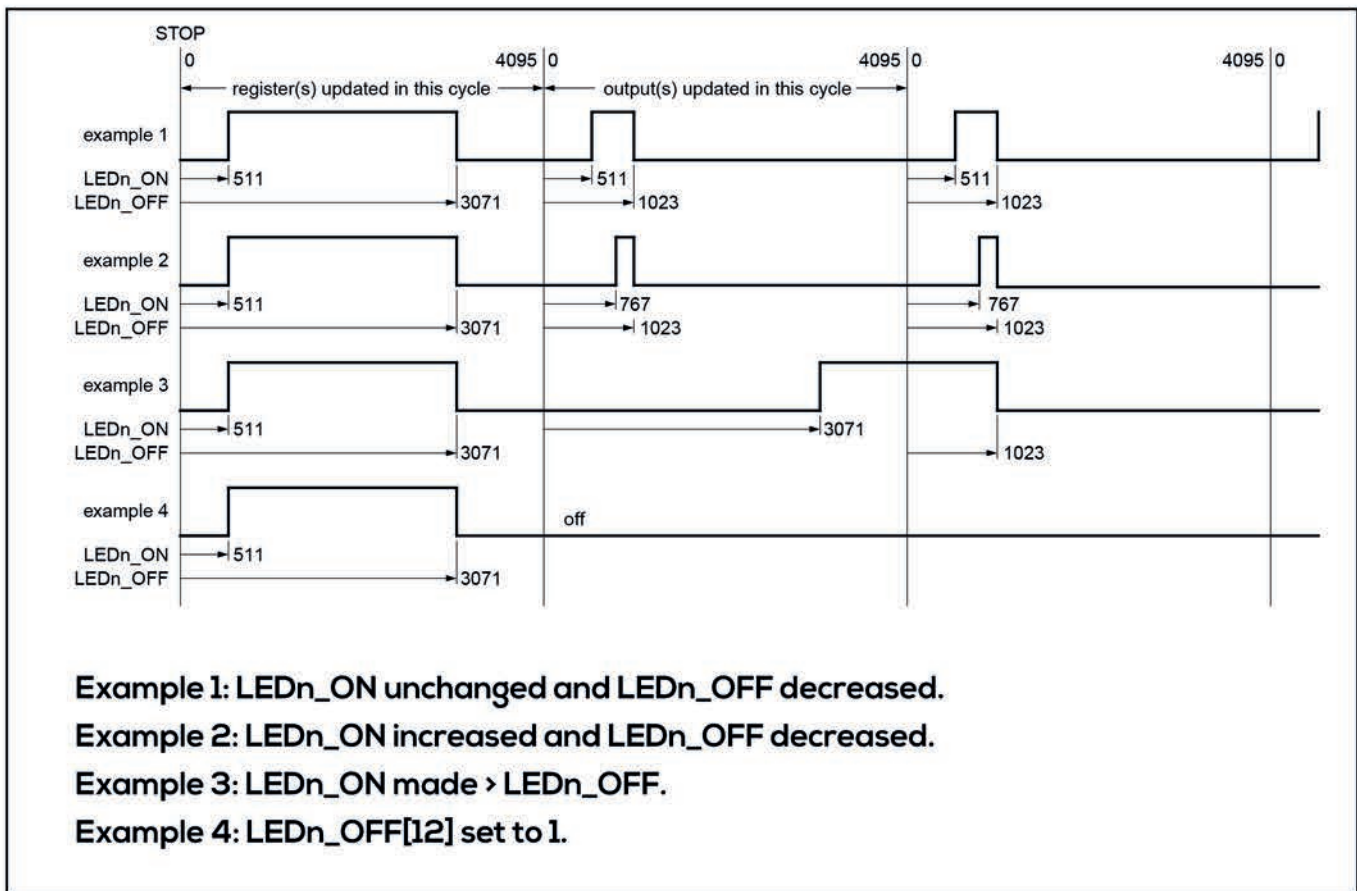 STOP
0 4095 0 4095 0 4095 0
register(s) updated in this cycle output(s) updated in this cycle
example 1
LEDn_ON 511 511 511
LEDn_OFF 3071 1023 1023
example 2
LEDn_ON 511 767 767
LEDn_OFF 3071 1023 1023
example 3
LEDn_ON 511 3071
LEDn_OFF 3071 1023
example 4 off
LEDn_ON 511
LEDn_OFF 3071
Example 1: LEDn_ON unchanged and LEDn_OFF decreased.
Example 2: LEDn_ON increased and LEDn_OFF decreased.
Example 3: LEDn_ON made > LEDn_OFF.
Example 4: LEDn_OFF[12] set to 1.